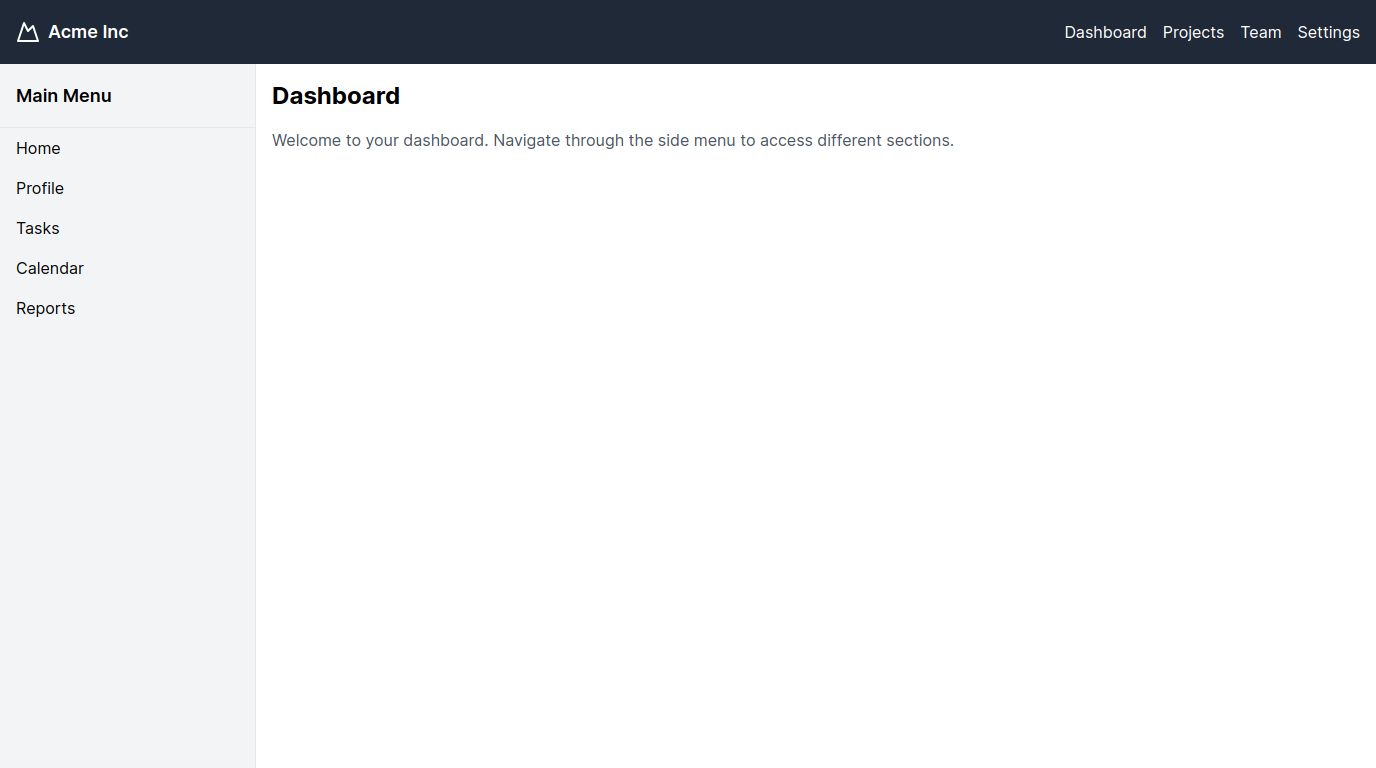 Acme Inc
Dashboard Projects Team Settings
Main Menu
Home
Profile
Tasks
Calendar
Reports
Dashboard
Welcome to your dashboard. Navigate through the side menu to access different sections.